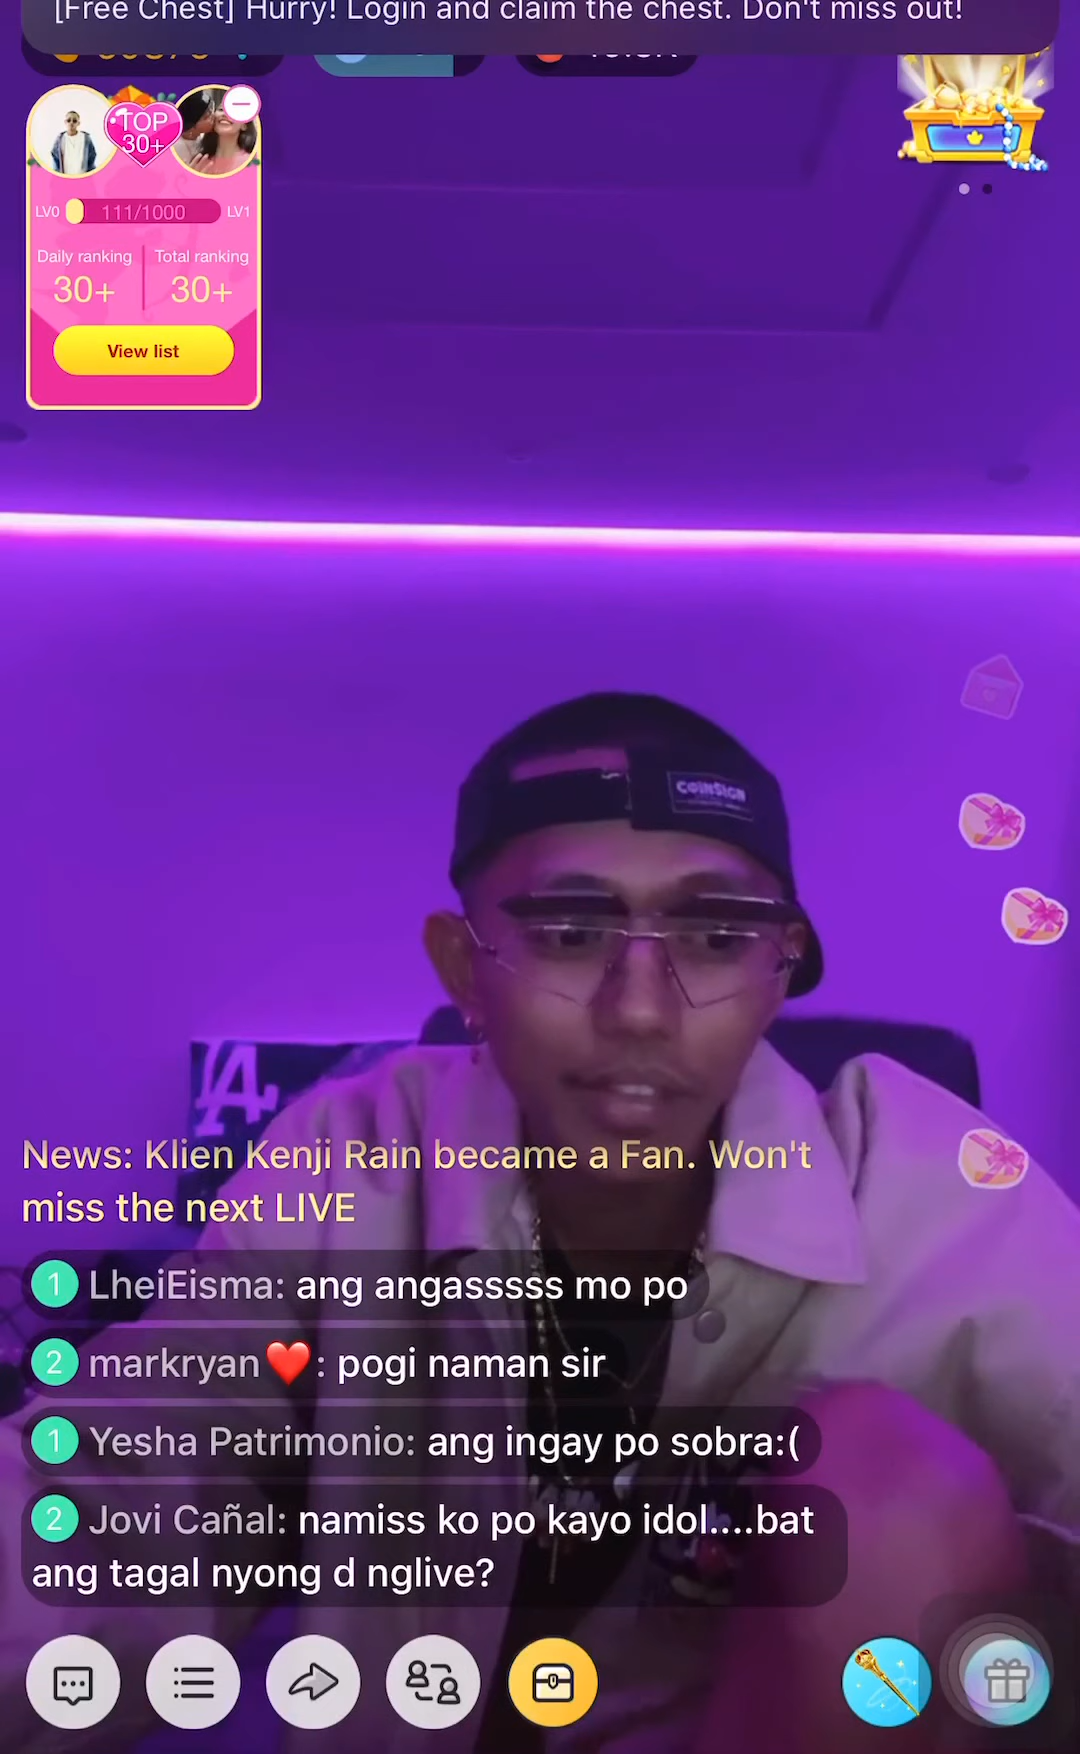 [Free Chest] Hurry! Login and claim the chest. Don't miss out!
TOP
30+
LV0 111/1000 LV1
Daily ranking Total ranking
30+ 30+
View list
COINSIGN
LA
News: Klien Kenji Rain became a Fan. Won't
miss the next LIVE
1 LheiEisma: ang angasssss mo po
2 markryan❤️: pogi naman sir
1 Yesha Patrimonio: ang ingay po sobra:(
2 Jovi Cañal: namiss ko po kayo idol....bat
ang tagal nyong d nglive?